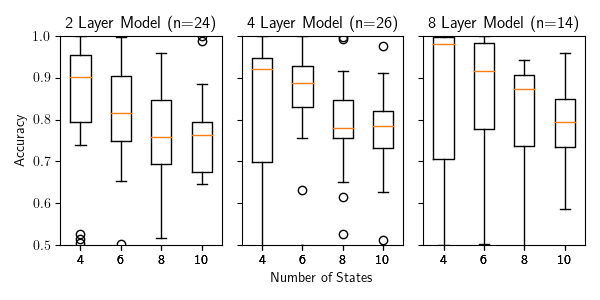 2 Layer Model (n=24)
4 Layer Model (n=26)
8 Layer Model (n=14)
1.0
0.9
0.8
0.7
0.6
0.5
Accuracy
4 6 8 10
4 6 8 10
4 6 8 10
Number of States